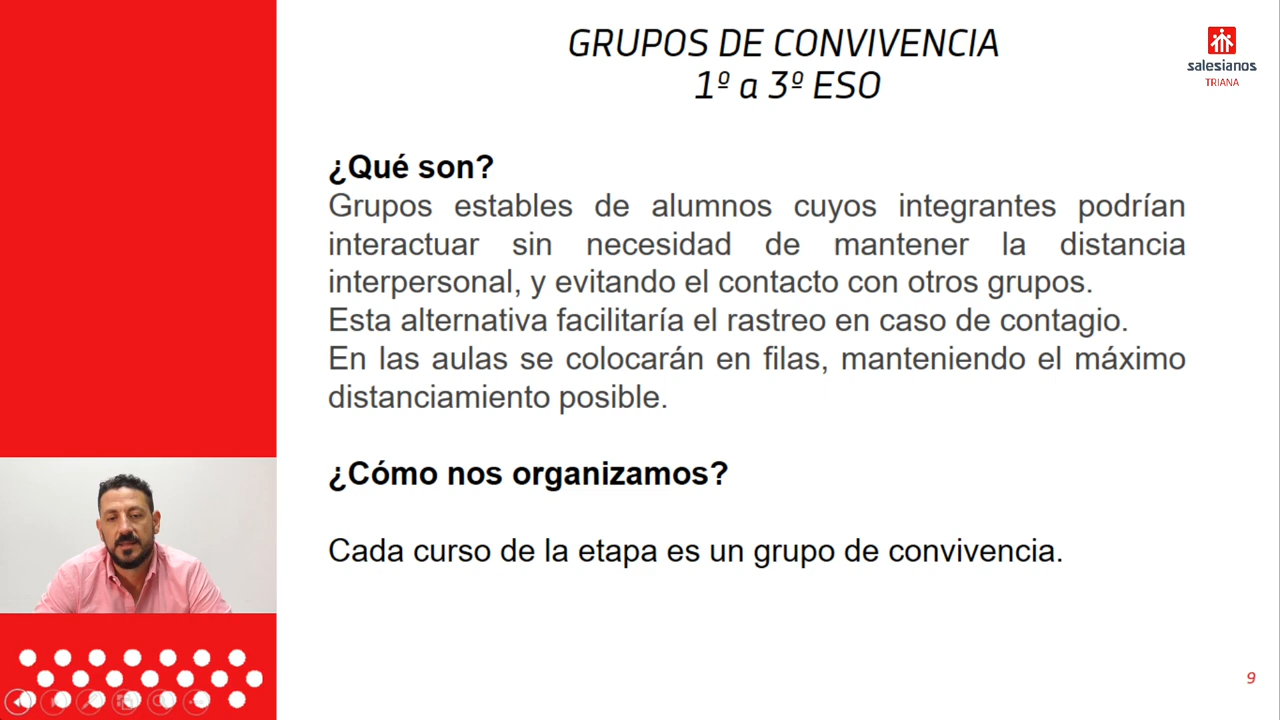 GRUPOS DE CONVIVENCIA
1º a 3º ESO
salesianos
TRIANA
¿Qué son?
Grupos estables de alumnos cuyos integrantes podrían
interactuar sin necesidad de mantener la distancia
interpersonal, y evitando el contacto con otros grupos.
Esta alternativa facilitaría el rastreo en caso de contagio.
En las aulas se colocarán en filas, manteniendo el máximo
distanciamiento posible.
¿Cómo nos organizamos?
Cada curso de la etapa es un grupo de convivencia.
9